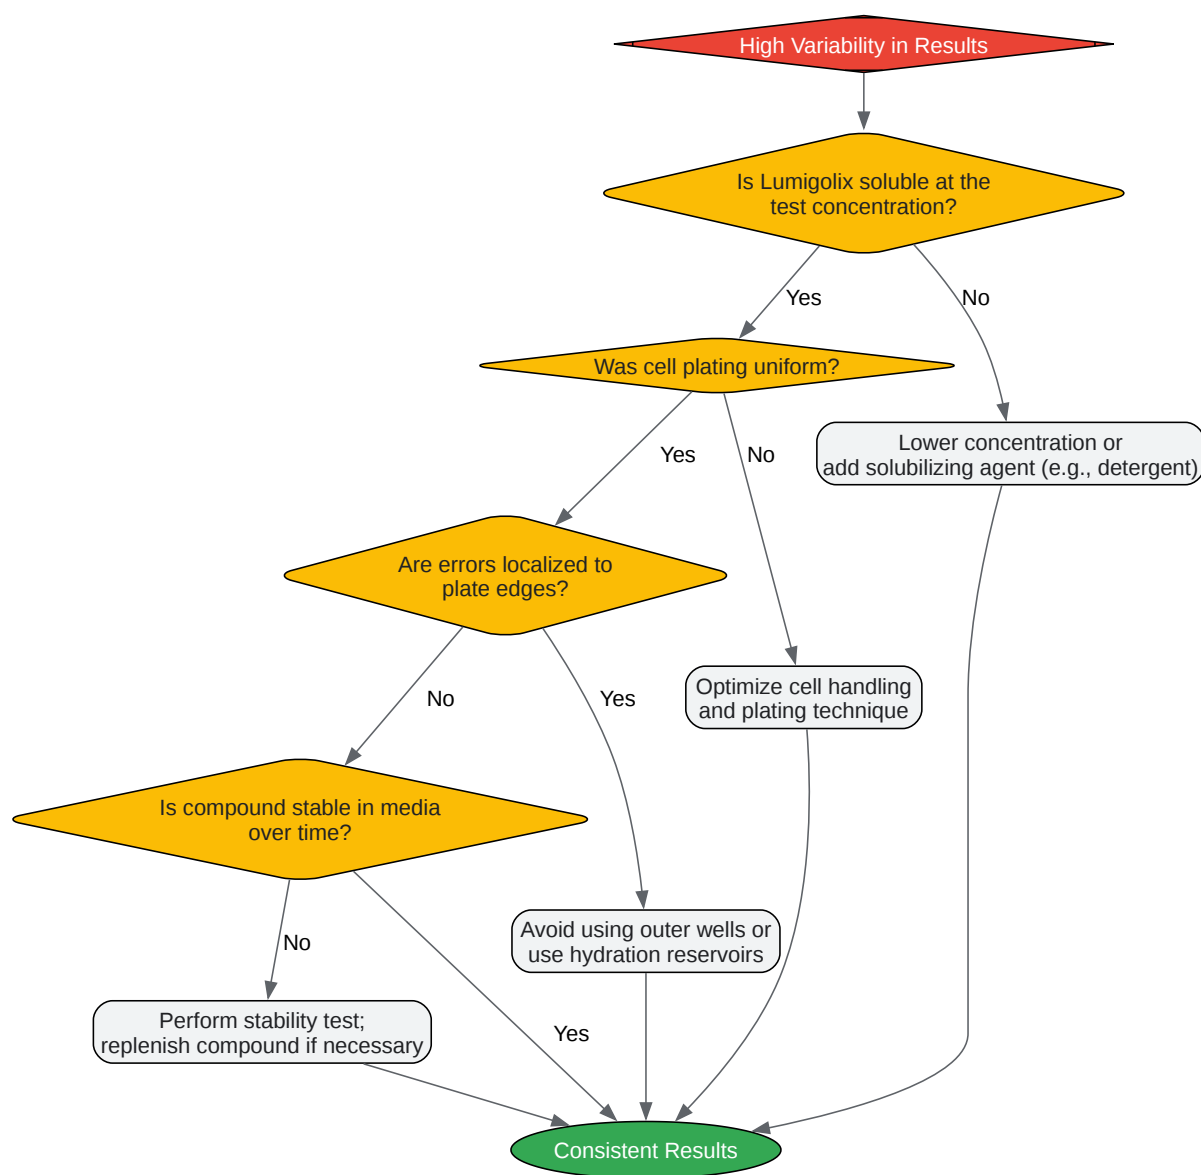 High Variability in Results
Is Lumigolix soluble at the
test concentration?
Yes
No
Was cell plating uniform?
Lower concentration or
add solubilizing agent (e.g., detergent)
Yes
No
Are errors localized to
plate edges?
Optimize cell handling
and plating technique
No
Yes
Is compound stable in media
over time?
Avoid using outer wells or
use hydration reservoirs
No
Yes
Perform stability test;
replenish compound if necessary
Consistent Results